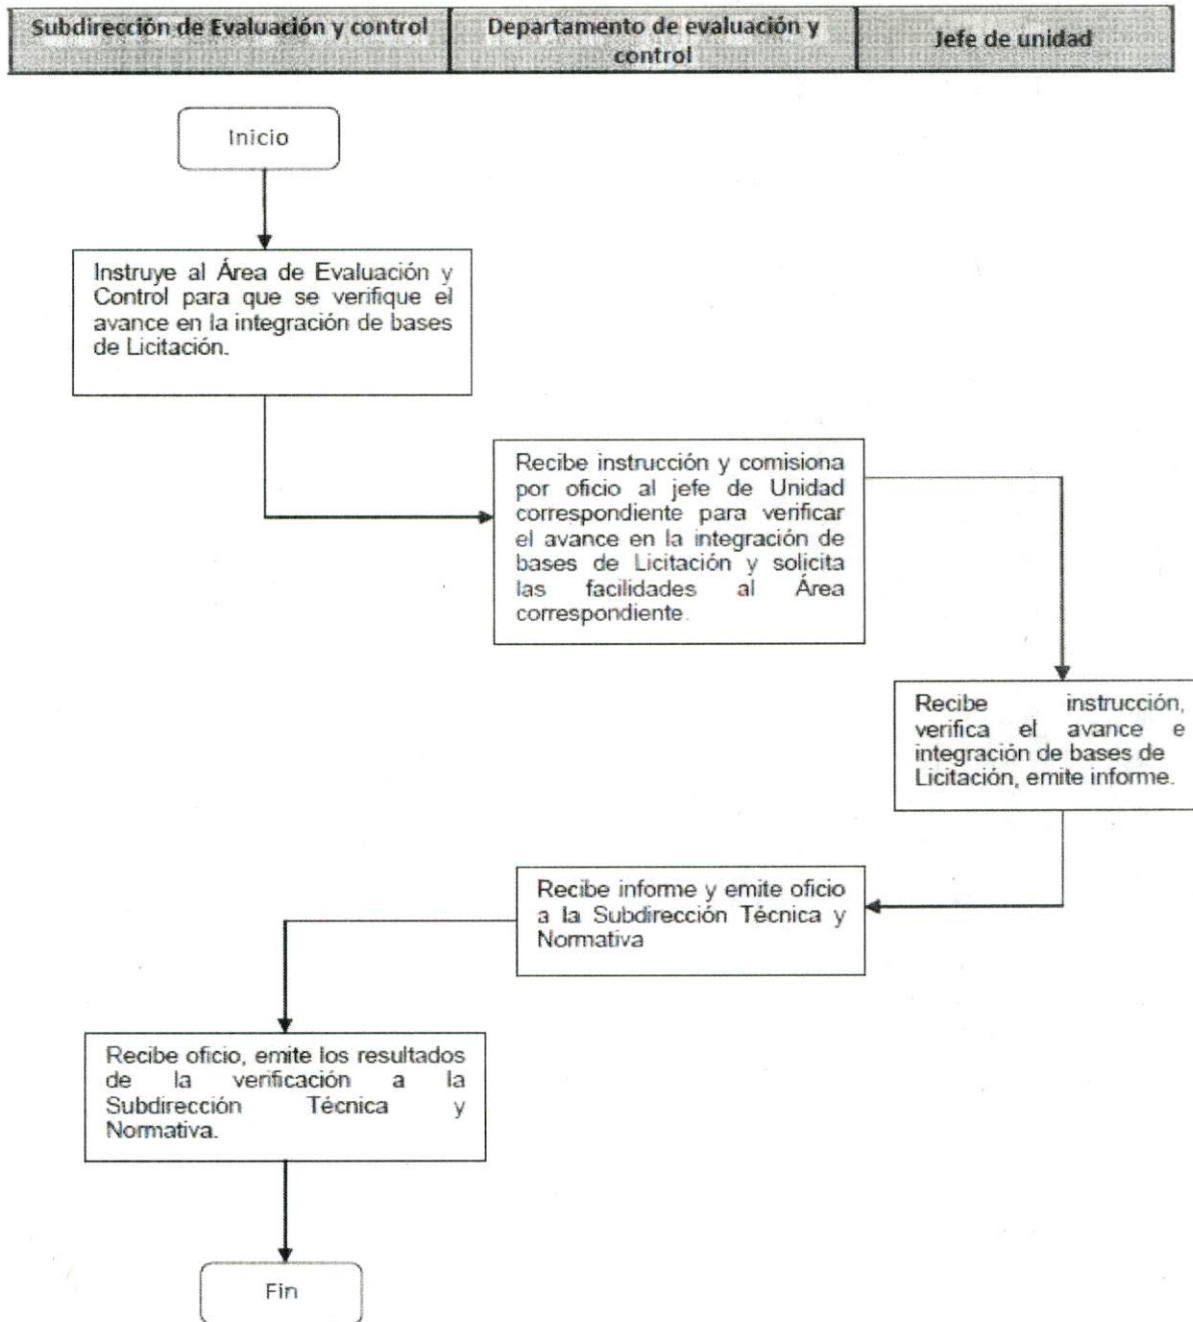 Subdirección de Evaluación y control
Departamento de evaluación y
control
Jefe de unidad
Inicio
Instruye al Área de Evaluación y
Control para que se verifique el
avance en la integración de bases
de Licitación.
Recibe instrucción y comisiona
por oficio al jefe de Unidad
correspondiente para verificar
el avance en la integración de
bases de Licitación y solicita
las facilidades al Área
correspondiente.
Recibe instrucción,
verifica el avance e
integración de bases de
Licitación, emite informe.
Recibe informe y emite oficio
a la Subdirección Técnica y
Normativa
Recibe oficio, emite los resultados
de la verificación a la
Subdirección Técnica y
Normativa.
Fin